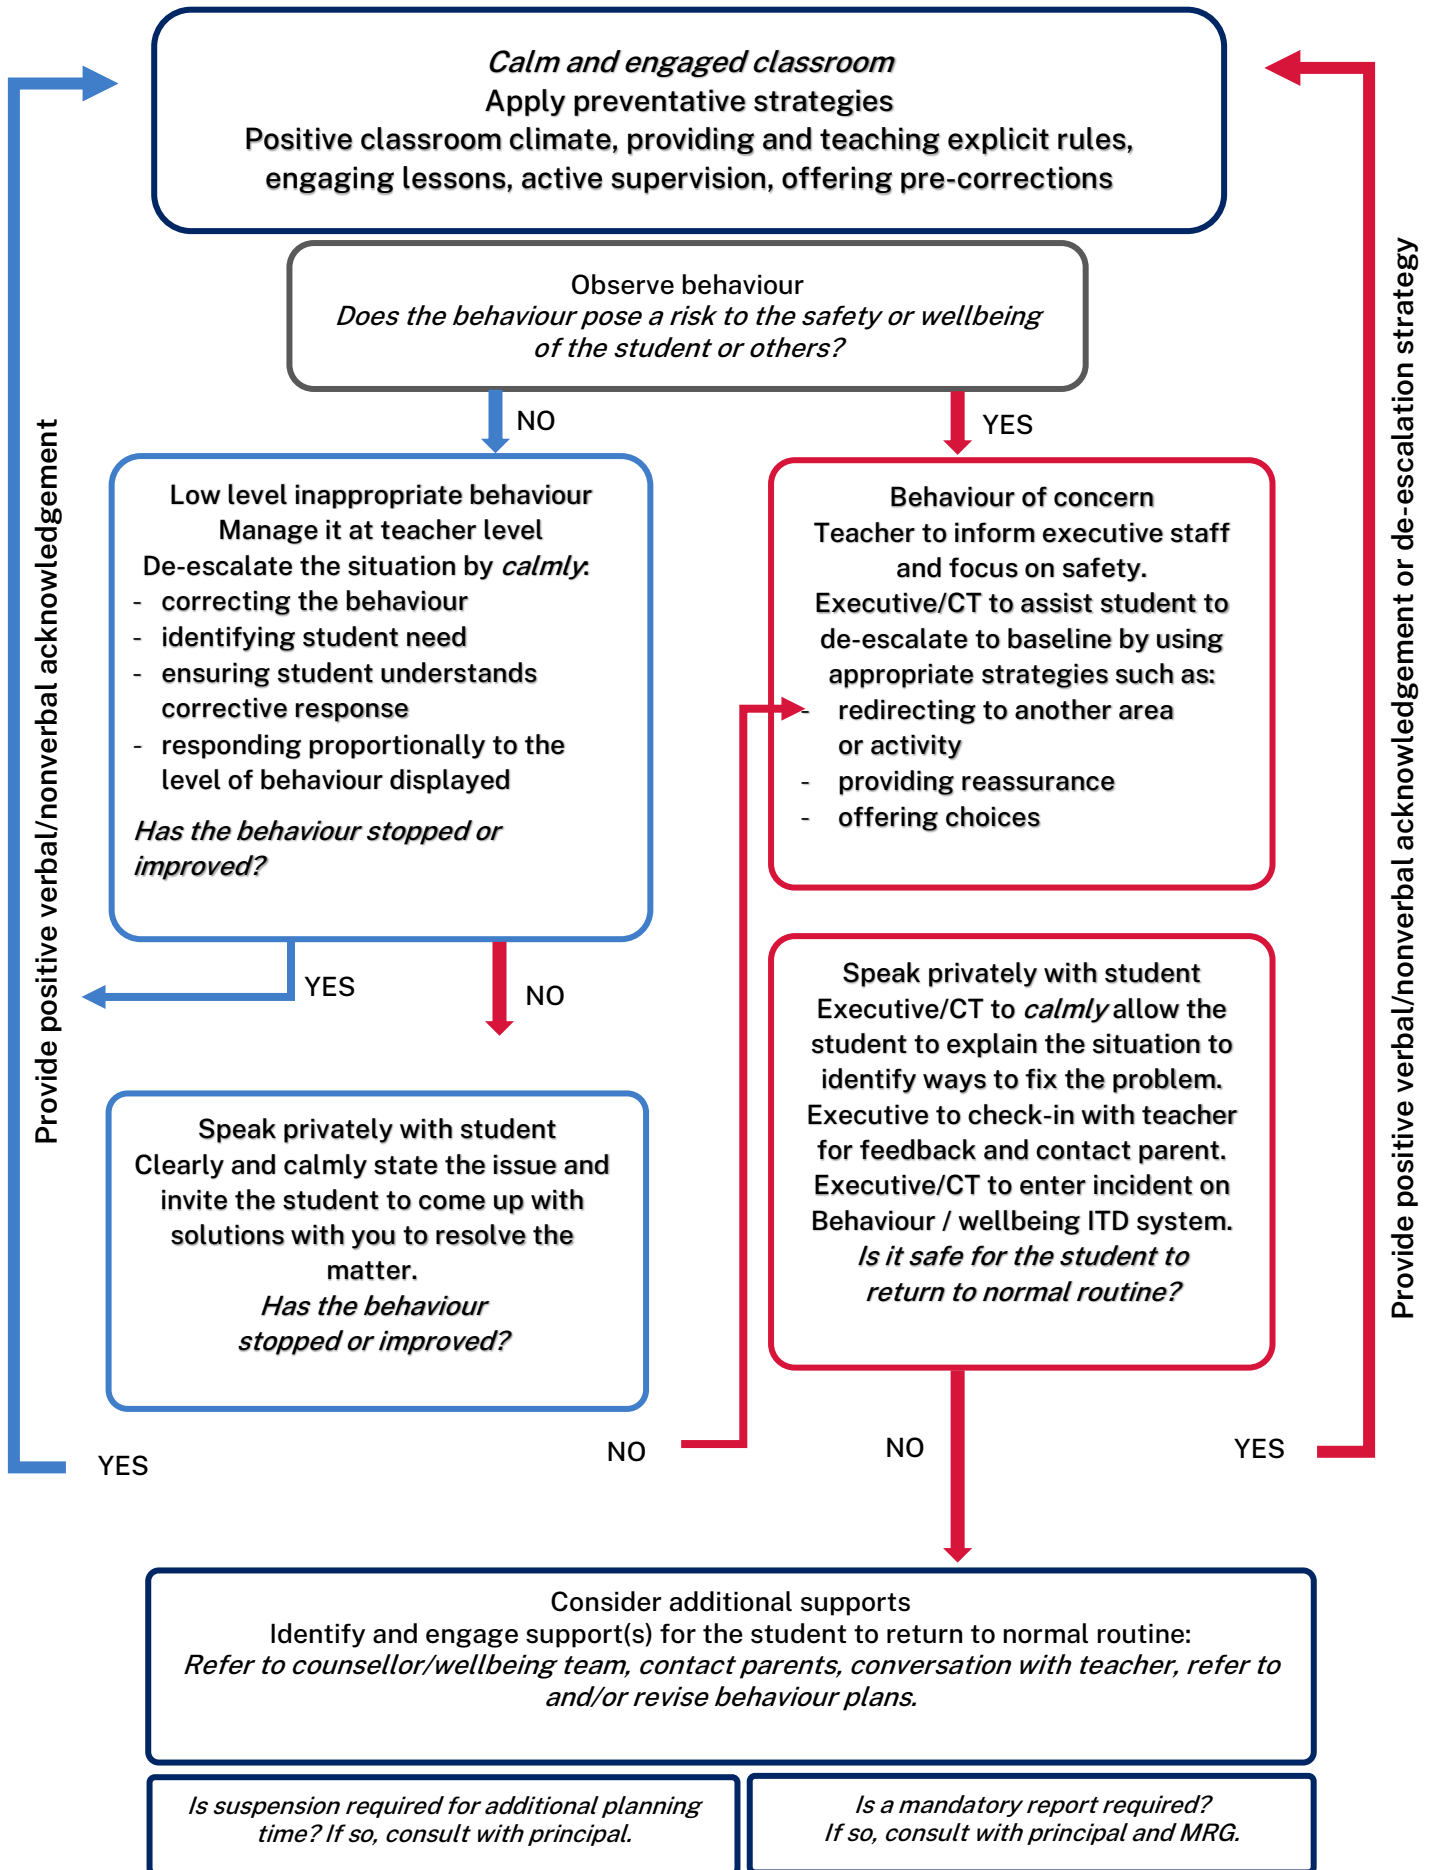 Calm and engaged classroom
Apply preventative strategies
Positive classroom climate, providing and teaching explicit rules,
engaging lessons, active supervision, offering pre-corrections
Observe behaviour
Does the behaviour pose a risk to the safety or wellbeing
of the student or others?
NO
YES
Low level inappropriate behaviour
Manage it at teacher level
De-escalate the situation by calmly:
- correcting the behaviour
- identifying student need
- ensuring student understands
corrective response
- responding proportionally to the
level of behaviour displayed
Has the behaviour stopped or
improved?
YES
NO
Speak privately with student
Clearly and calmly state the issue and
invite the student to come up with
solutions with you to resolve the
matter.
Has the behaviour
stopped or improved?
YES
NO
Provide positive verbal/nonverbal acknowledgement
Behaviour of concern
Teacher to inform executive staff
and focus on safety.
Executive/CT to assist student to
de-escalate to baseline by using
appropriate strategies such as:
- redirecting to another area
or activity
- providing reassurance
- offering choices
Speak privately with student
Executive/CT to calmly allow the
student to explain the situation to
identify ways to fix the problem.
Executive to check-in with teacher
for feedback and contact parent.
Executive/CT to enter incident on
Behaviour / wellbeing ITD system.
Is it safe for the student to
return to normal routine?
NO
YES
Provide positive verbal/nonverbal acknowledgement or de-escalation strategy
Consider additional supports
Identify and engage support(s) for the student to return to normal routine:
Refer to counsellor/wellbeing team, contact parents, conversation with teacher, refer to
and/or revise behaviour plans.
Is suspension required for additional planning
time? If so, consult with principal.
Is a mandatory report required?
If so, consult with principal and MRG.